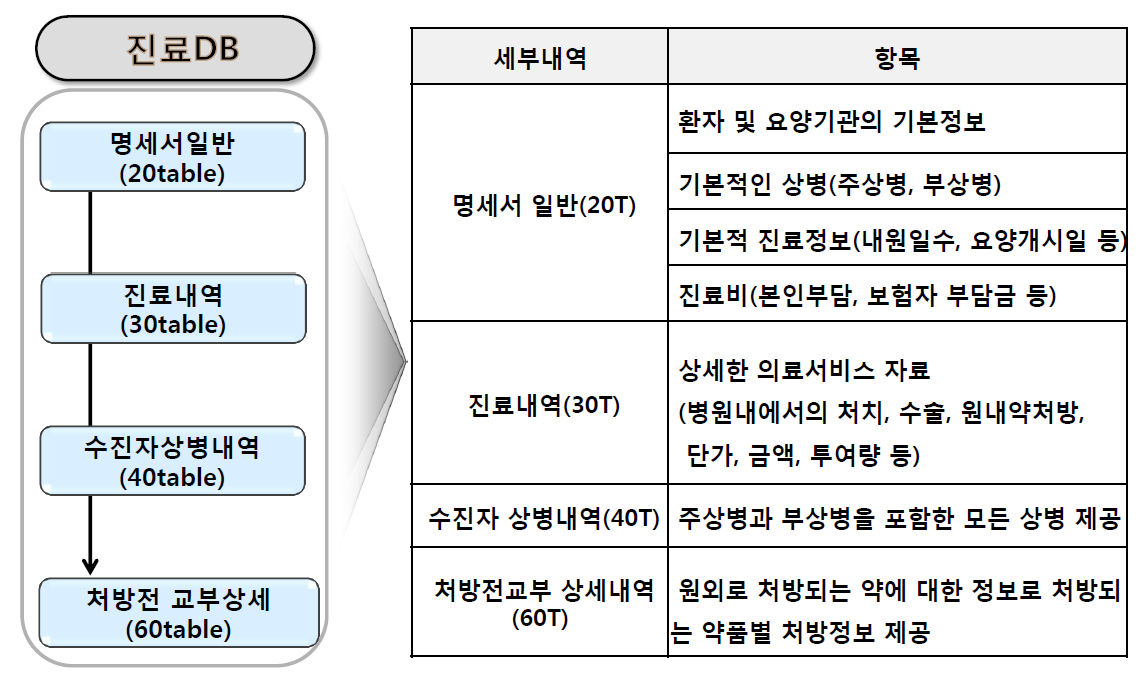 진료DB
명세서일반
(20table)
진료내역
(30table)
수진자상병내역
(40table)
처방전 교부상세
(60table)
세부내역
항목
명세서 일반(20T)
환자 및 요양기관의 기본정보
기본적인 상병(주상병, 부상병)
기본적 진료정보(내원일수, 요양개시일 등)
진료비(본인부담, 보험자 부담금 등)
진료내역(30T)
상세한 의료서비스 자료
(병원내에서의 처치, 수술, 원내약처방,
단가, 금액, 투여량 등)
수진자 상병내역(40T)
주상병과 부상병을 포함한 모든 상병 제공
처방전교부 상세내역
(60T)
원외로 처방되는 약에 대한 정보로 처방되
는 약품별 처방정보 제공